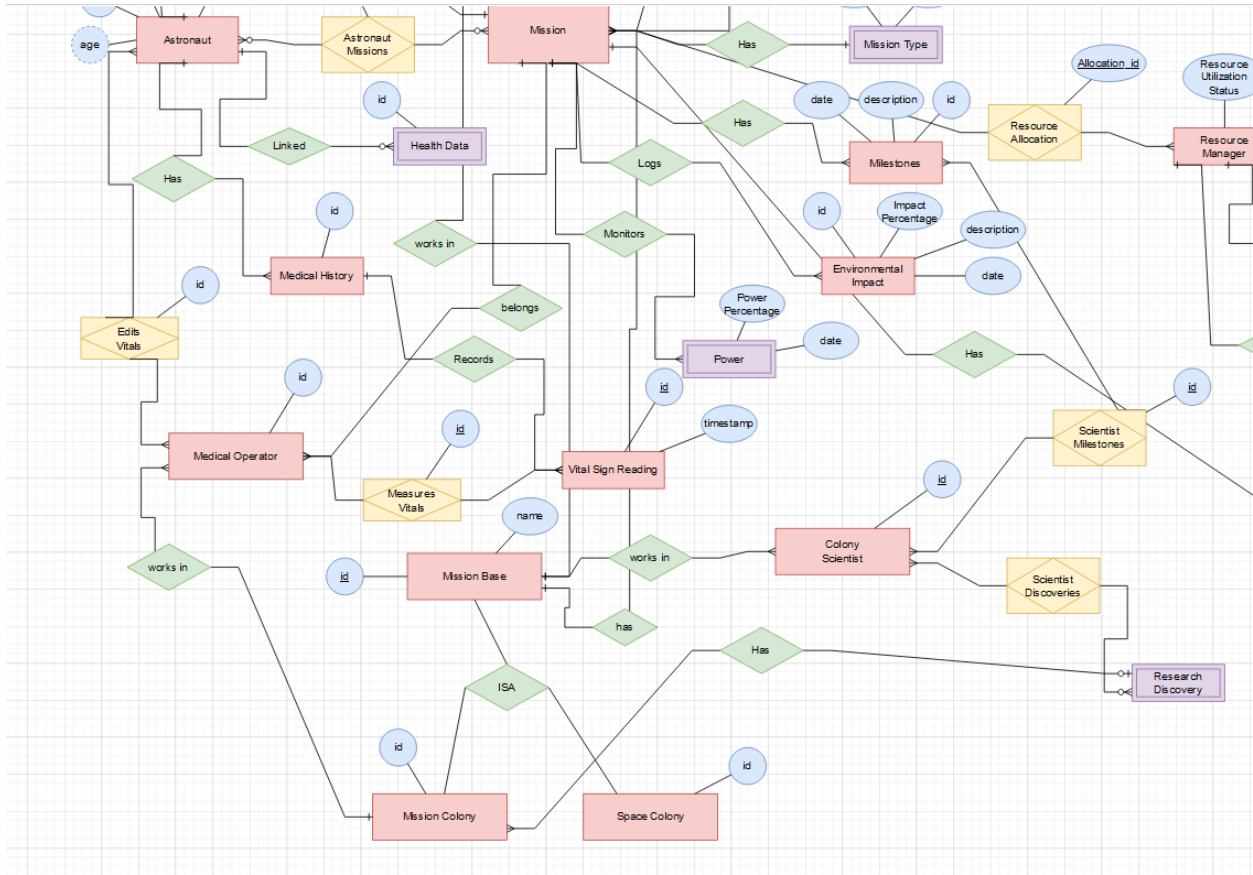 Astronaut
age
Astronaut
Missions
Mission
Has
Mission Type
Allocation_id
Resource
Utilization
Status
id
date
description
id
Has
Resource
Allocation
Resource
Manager
Linked
Health Data
Logs
Milestones
Has
id
id
Impact
Percentage
description
works in
Monitors
Medical History
Environmental
Impact
date
id
Power
Percentage
belongs
Edits
Vitals
date
Records
Power
Has
id
id
id
timestamp
id
Scientist
Milestones
Medical Operator
Vital Sign Reading
id
Measures
Vitals
name
works in
Mission Base
id
works in
Colony
Scientist
Scientist
Discoveries
has
Has
ISA
Research
Discovery
id
id
Mission Colony
Space Colony